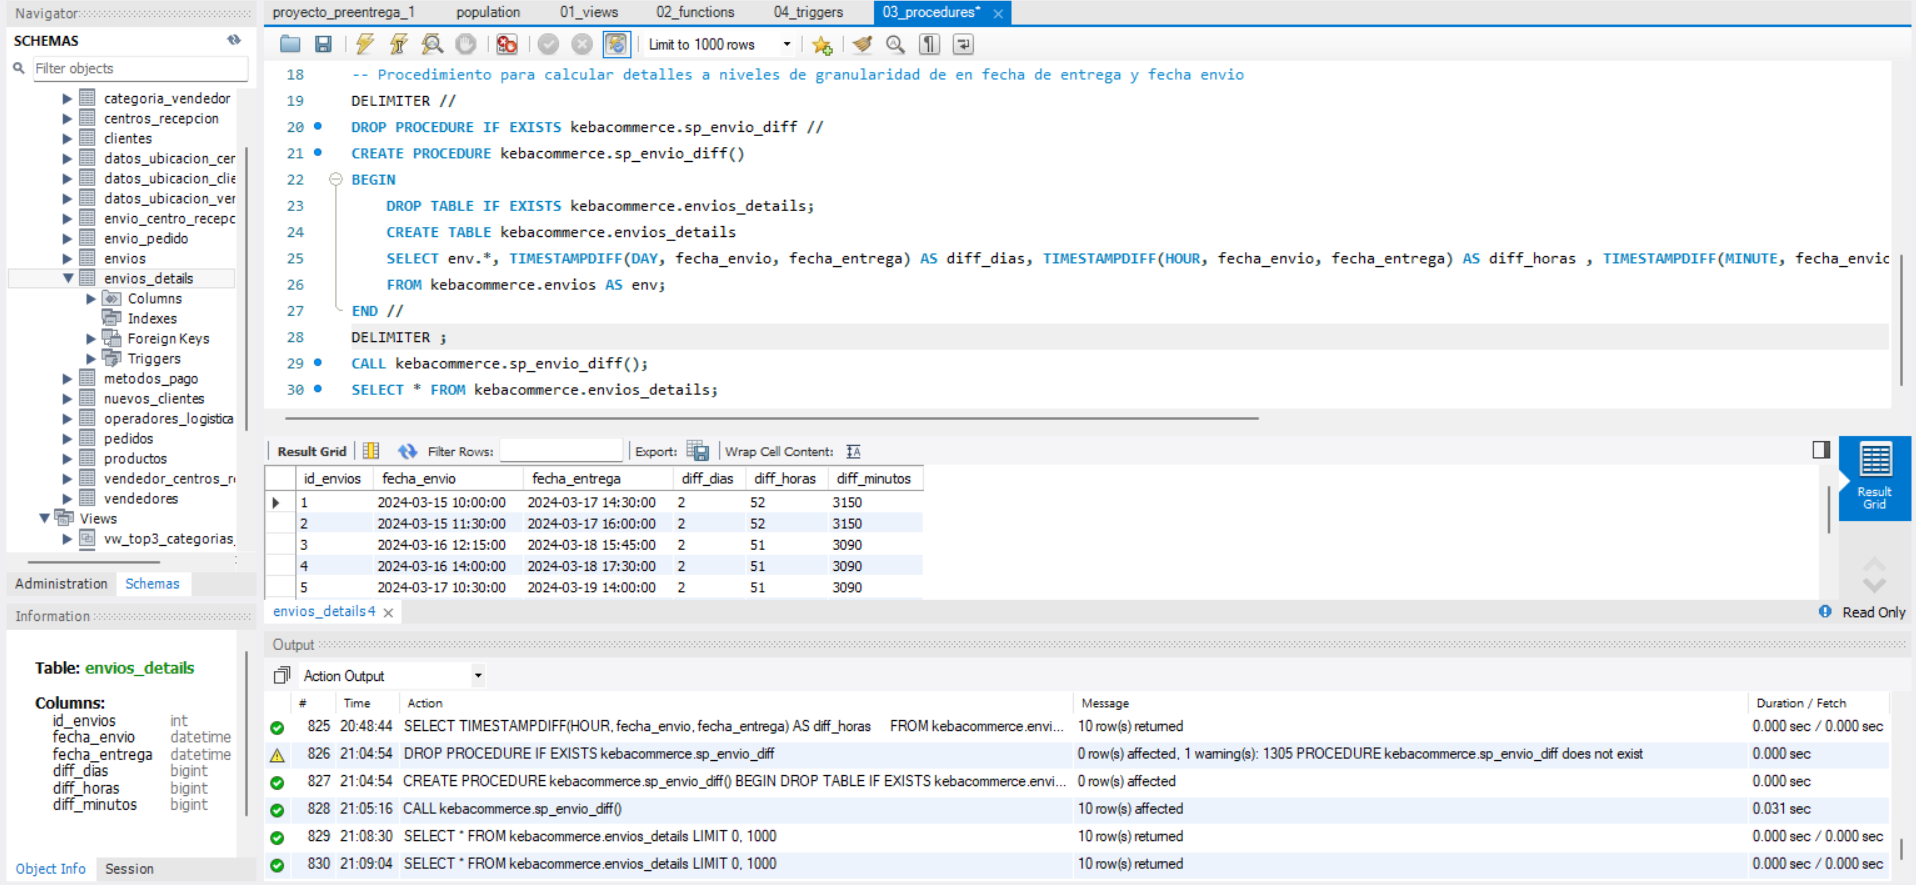 Navigator
SCHEMAS
Filter objects
categoria_vendedor
centros_recepcion
clientes
datos_ubicacion_cer
datos_ubicacion_clie
datos_ubicacion_ver
envio_centro_recepc
envio_pedido
envios
envios_details
Columns
Indexes
Foreign Keys
Triggers
metodos_pago
nuevos_clientes
operadores_logistica
pedidos
productos
vendedor_centros_r
vendedores
Views
vw_top3_categorias_
Administration Schemas
Information
Table: envios_details
Columns:
id_envios int
fecha_envio datetime
fecha_entrega datetime
diff_dias bigint
diff_horas bigint
diff_minutos bigint
Object Info Session
proyecto_preentrega_1 population 01_views 02_functions 04_triggers 03_procedures* ×
Limit to 1000 rows
18 -- Procedimiento para calcular detalles a niveles de granularidad de en fecha de entrega y fecha envio
19 DELIMITER //
20 DROP PROCEDURE IF EXISTS kebacommerce.sp_envio_diff //
21 CREATE PROCEDURE kebacommerce.sp_envio_diff()
22 BEGIN
23 DROP TABLE IF EXISTS kebacommerce.envios_details;
24 CREATE TABLE kebacommerce.envios_details
25 SELECT env.*, TIMESTAMPDIFF(DAY, fecha_envio, fecha_entrega) AS diff_dias, TIMESTAMPDIFF(HOUR, fecha_envio, fecha_entrega) AS diff_horas , TIMESTAMPDIFF(MINUTE, fecha_envic
26 FROM kebacommerce.envios AS env;
27 END //
28 DELIMITER ;
29 CALL kebacommerce.sp_envio_diff();
30 SELECT * FROM kebacommerce.envios_details;
Result Grid Filter Rows: Export: Wrap Cell Content:
id_envios fecha_envio fecha_entrega diff_dias diff_horas diff_minutos
1 2024-03-15 10:00:00 2024-03-17 14:30:00 2 52 3150
2 2024-03-15 11:30:00 2024-03-17 16:00:00 2 52 3150
3 2024-03-16 12:15:00 2024-03-18 15:45:00 2 51 3090
4 2024-03-16 14:00:00 2024-03-18 17:30:00 2 51 3090
5 2024-03-17 10:30:00 2024-03-19 14:00:00 2 51 3090
Result
Grid
envios_details4 × Read Only
Output
Action Output
# Time Action Message Duration / Fetch
825 20:48:44 SELECT TIMESTAMPDIFF(HOUR, fecha_envio, fecha_entrega) AS diff_horas FROM kebacommerce.envi... 10 row(s) returned 0.000 sec / 0.000 sec
826 21:04:54 DROP PROCEDURE IF EXISTS kebacommerce.sp_envio_diff 0 row(s) affected, 1 warning(s): 1305 PROCEDURE kebacommerce.sp_envio_diff does not exist 0.000 sec
827 21:04:54 CREATE PROCEDURE kebacommerce.sp_envio_diff() BEGIN DROP TABLE IF EXISTS kebacommerce.envi... 0 row(s) affected 0.000 sec
828 21:05:16 CALL kebacommerce.sp_envio_diff() 10 row(s) affected 0.031 sec
829 21:08:30 SELECT * FROM kebacommerce.envios_details LIMIT 0, 1000 10 row(s) returned 0.000 sec / 0.000 sec
830 21:09:04 SELECT * FROM kebacommerce.envios_details LIMIT 0, 1000 10 row(s) returned 0.000 sec / 0.000 sec